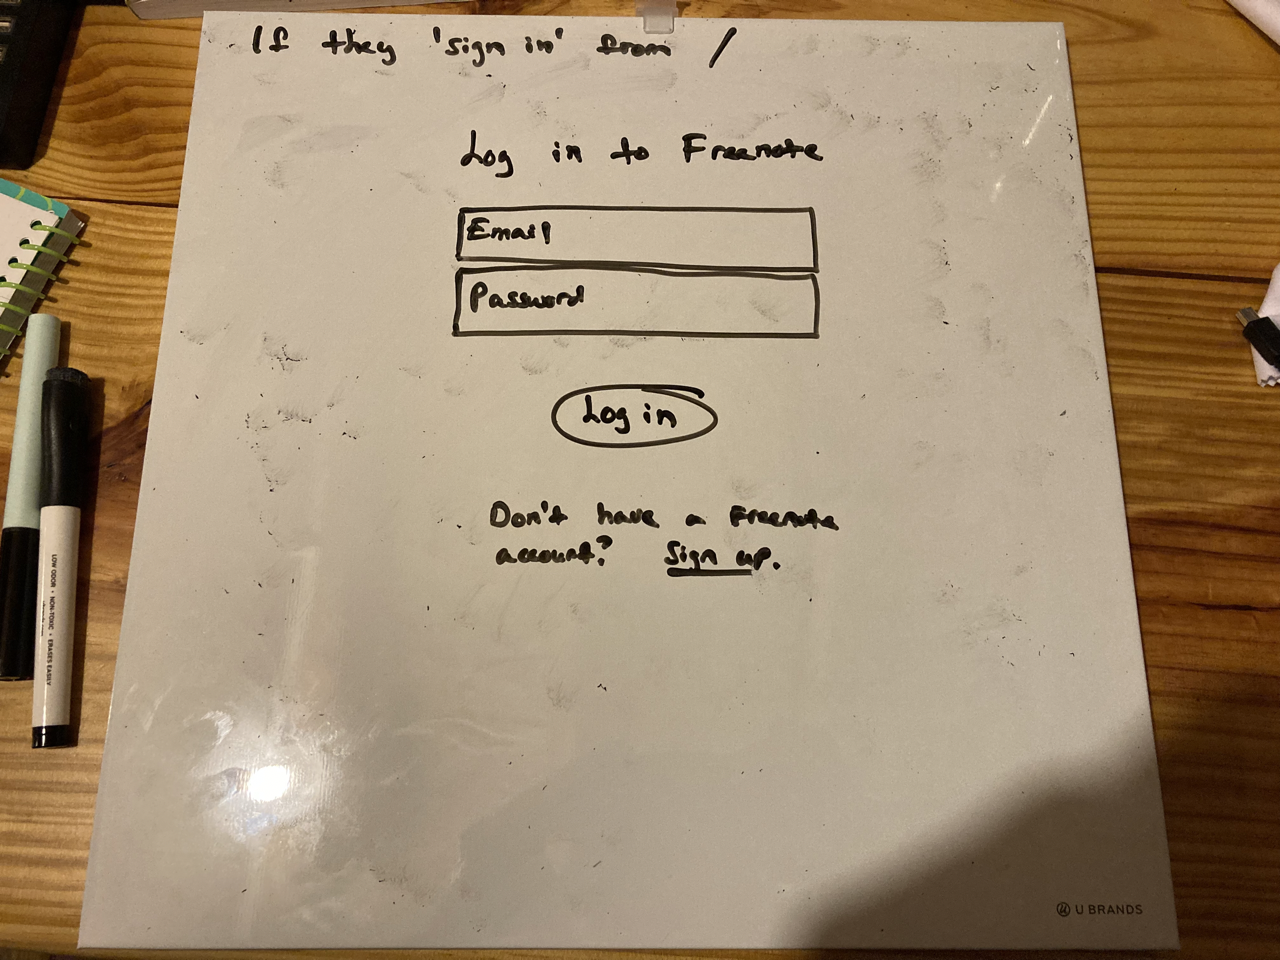 If they 'sign in' from /
Log in to Freenote
Email
Password
Log in
Don't have a Freenote
account? Sign up.
LOW ODOR • NON-TOXIC • ERASES EASILY
U BRANDS